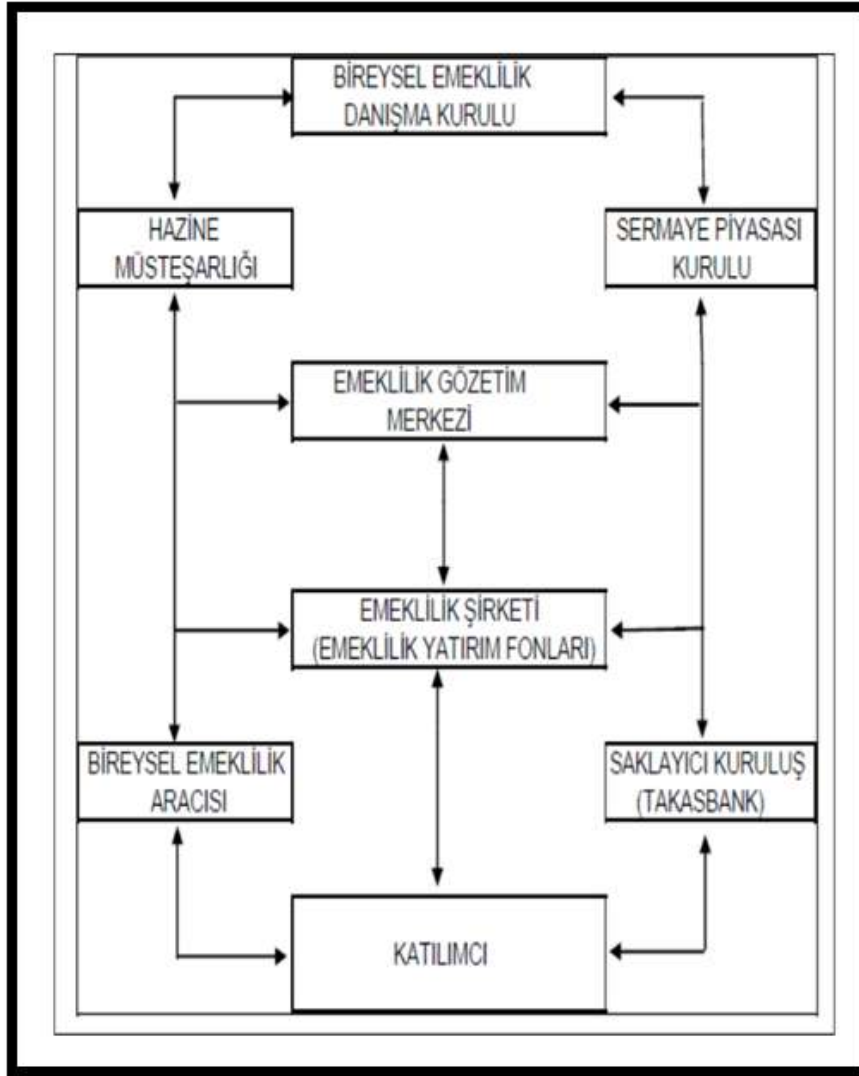 BİREYSEL EMEKLİLİK
DANIŞMA KURULU
HAZİNE
MÜSTEŞARLIĞI
SERMAYE PİYASASI
KURULU
EMEKLİLİK GÖZETİM
MERKEZİ
EMEKLİLİK ŞİRKETİ
(EMEKLİLİK YATIRIM FONLARI)
BİREYSEL EMEKLİLİK
ARACISI
SAKLAYICI KURULUŞ
(TAKASBANK)
KATILIMCI